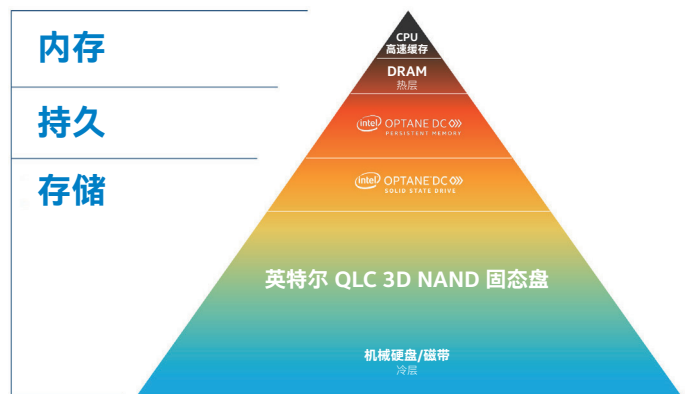 内存
持久
存储
CPU
高速缓存
DRAM
热层
intel OPTANE DC
PERSISTENT MEMORY
intel OPTANE DC
SOLID STATE DRIVE
英特尔 QLC 3D NAND 固态盘
机械硬盘/磁带
冷层